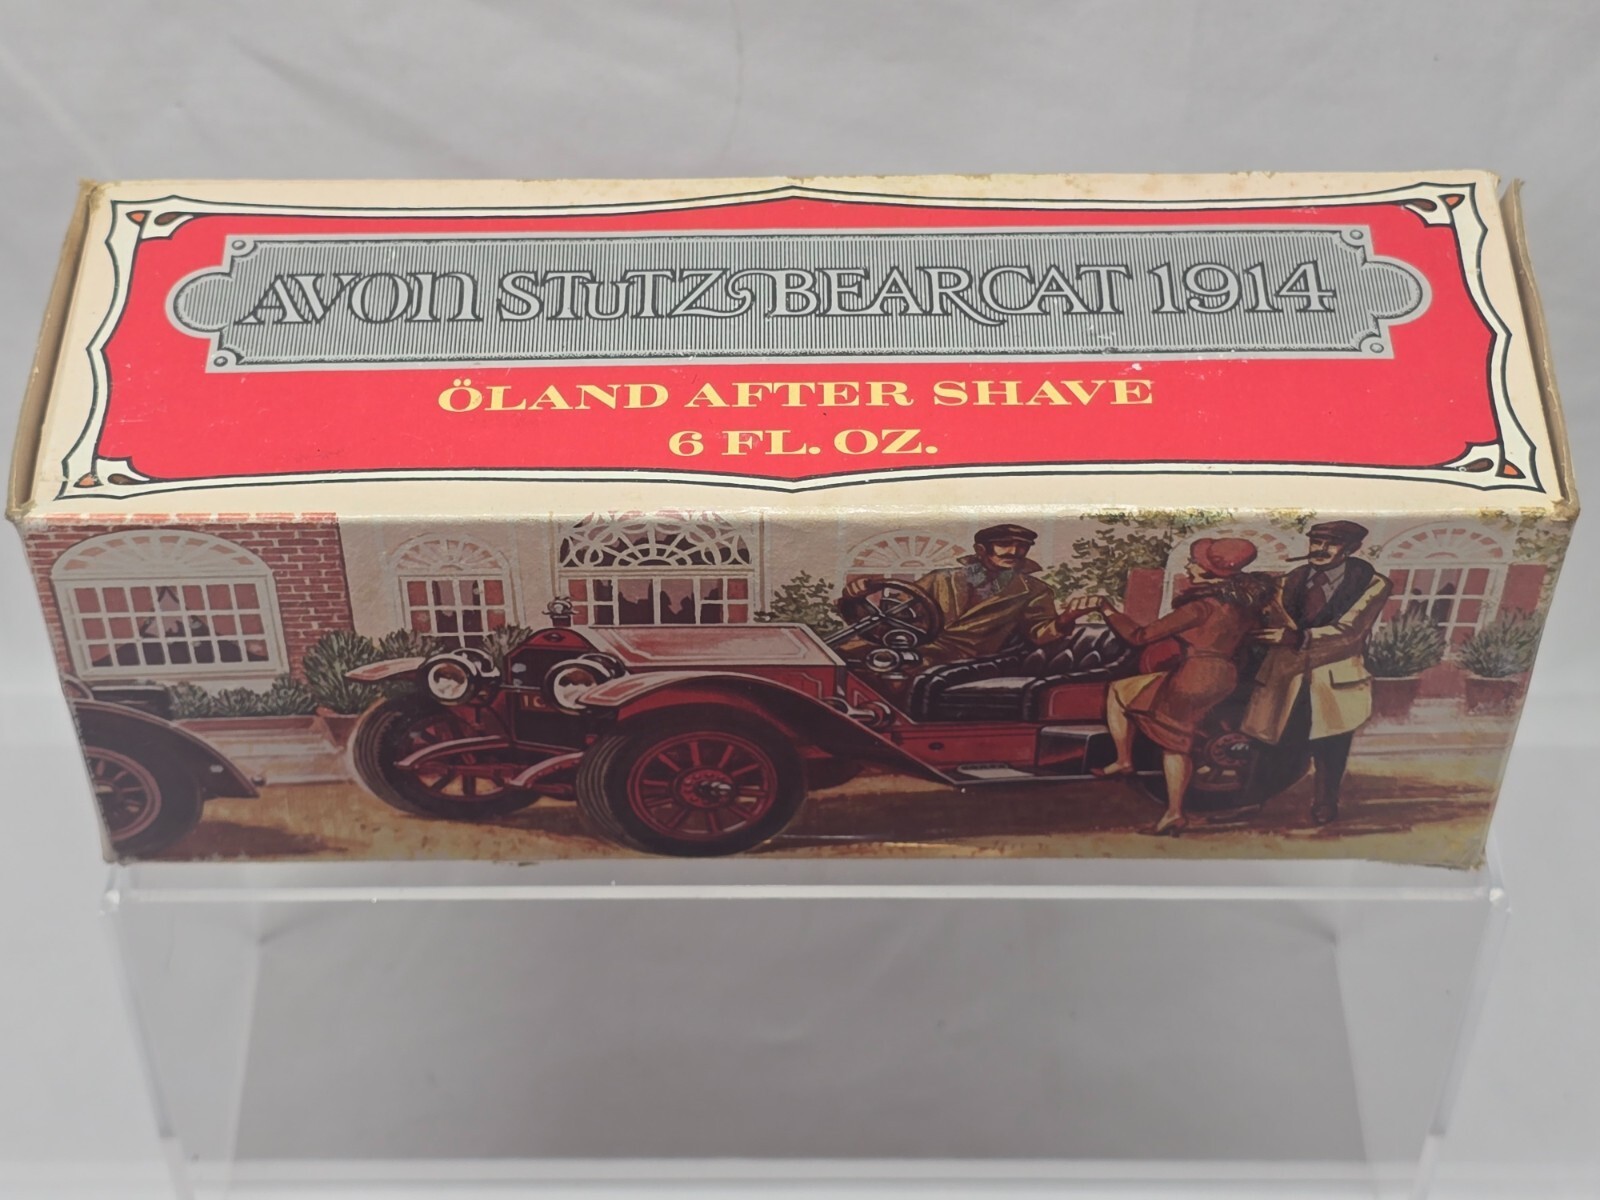 AVON STUTZ BEARCAT 1914
ÖLAND AFTER SHAVE
6 FL. OZ.